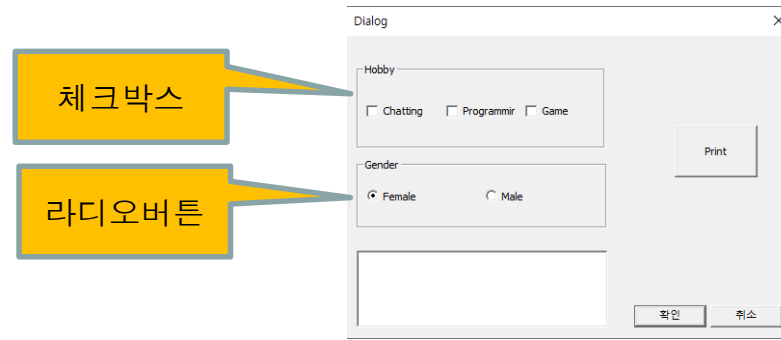 Dialog
체크박스
Hobby
Chatting Programmir Game
Print
라디오버튼
Gender
Female Male
확인 취소